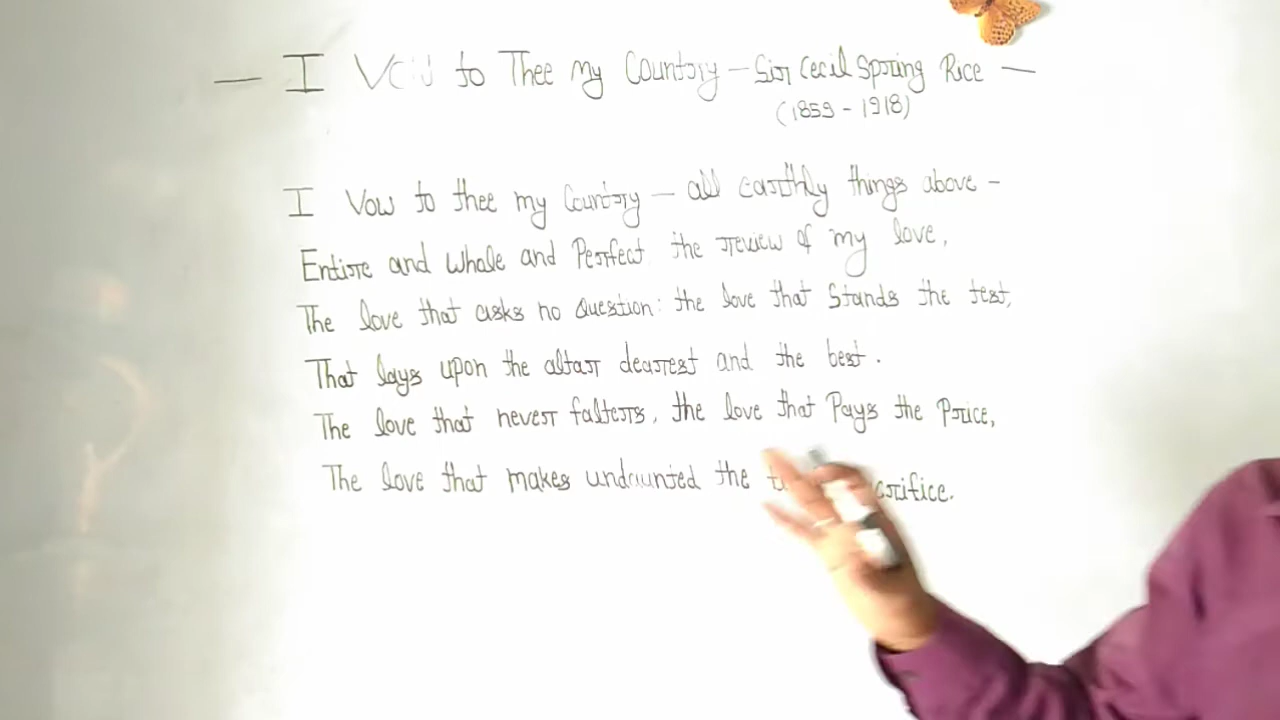 — I Vow to Thee My Country — Sir Cecil Spring Rice —
(1859 - 1918)
I Vow to thee my Country — all earthly things above -
Entire and Whole and Perfect the review of my love,
The love that asks no Question: the love that Stands the test,
That lays upon the altar dearest and the best.
The love that never falters, the love that Pays the Price,
The love that makes undaunted the